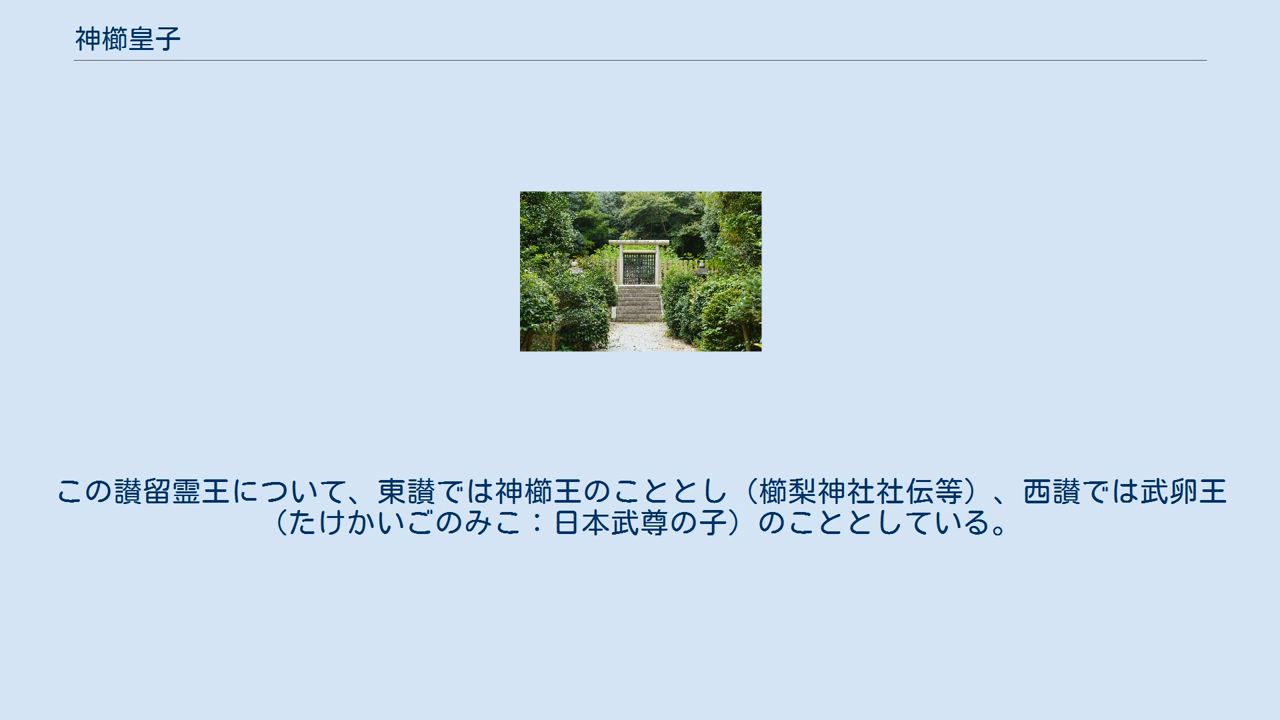 神櫛皇子
この讃留霊王について、東讃では神櫛王のこととし（櫛梨神社社伝等）、西讃では武卵王
（たけかいごのみこ：日本武尊の子）のこととしている。